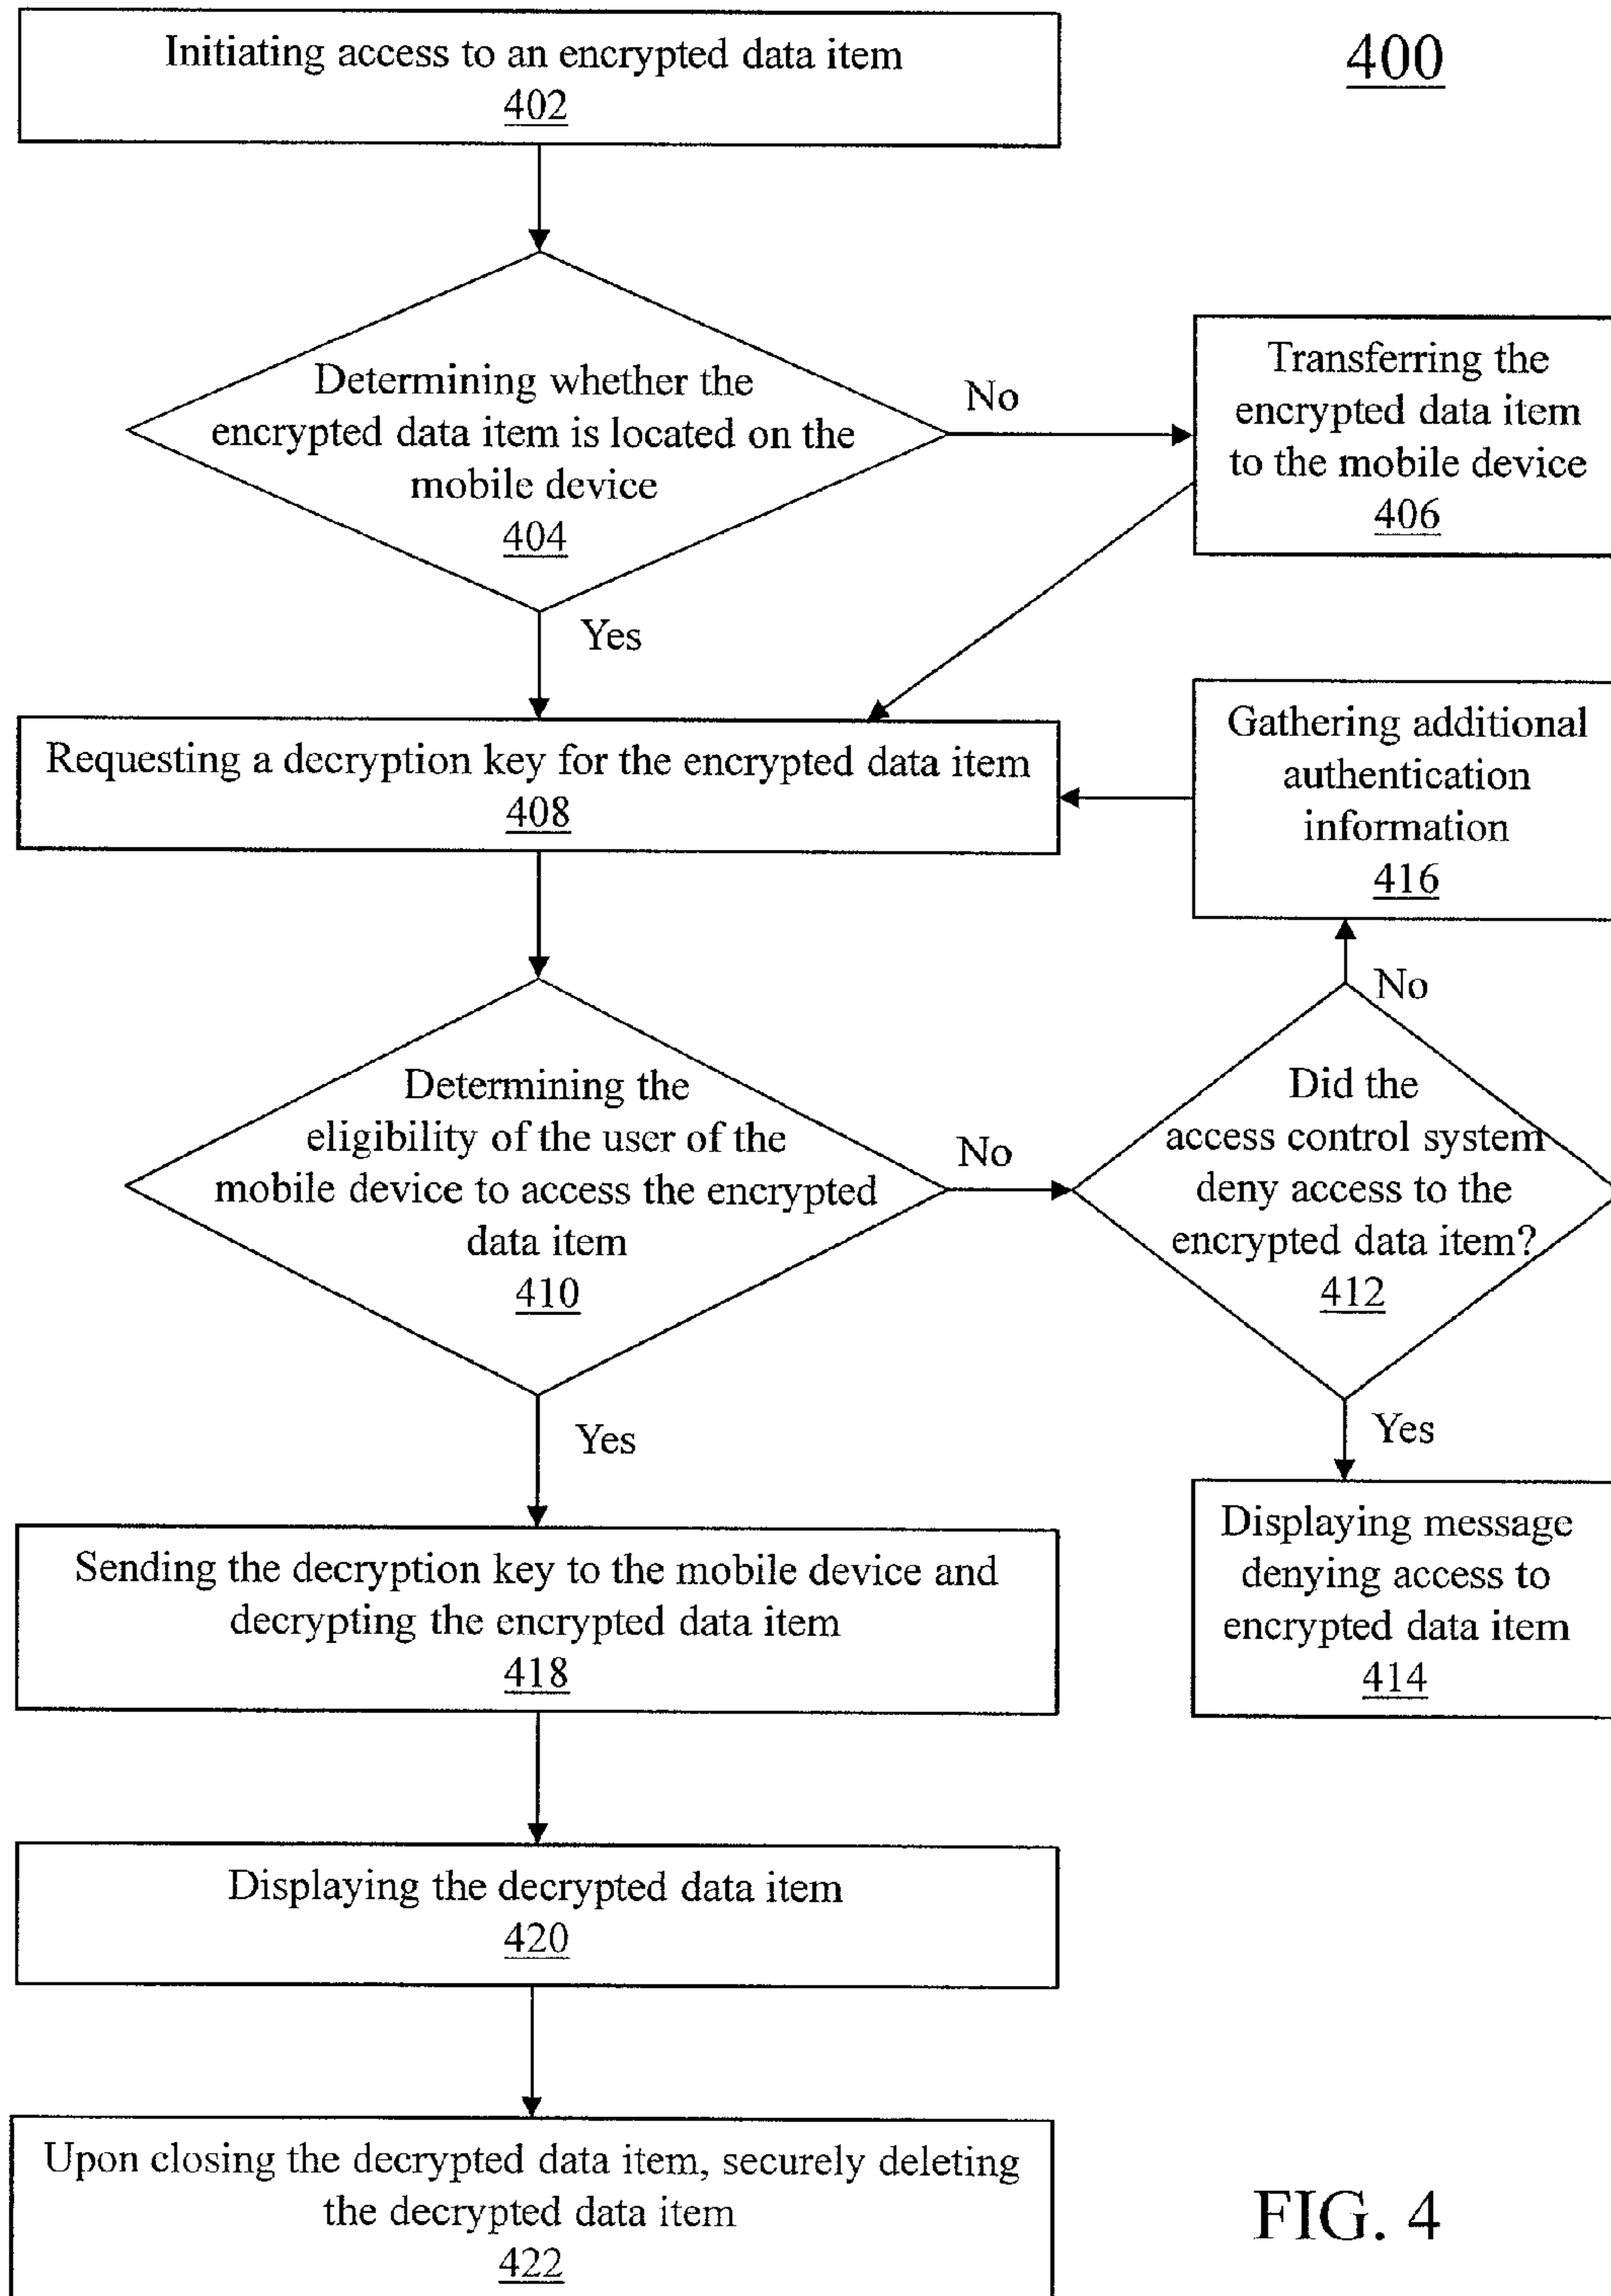 400
Initiating access to an encrypted data item
402
Determining whether the
encrypted data item is located on the
mobile device
404
No
Transferring the
encrypted data item
to the mobile device
406
Yes
Requesting a decryption key for the encrypted data item
408
Gathering additional
authentication
information
416
No
Determining the
eligibility of the user of the
mobile device to access the encrypted
data item
410
No
Did the
access control system
deny access to the
encrypted data item?
412
Yes
Yes
Sending the decryption key to the mobile device and
decrypting the encrypted data item
418
Displaying message
denying access to
encrypted data item
414
Displaying the decrypted data item
420
Upon closing the decrypted data item, securely deleting
the decrypted data item
422
FIG. 4